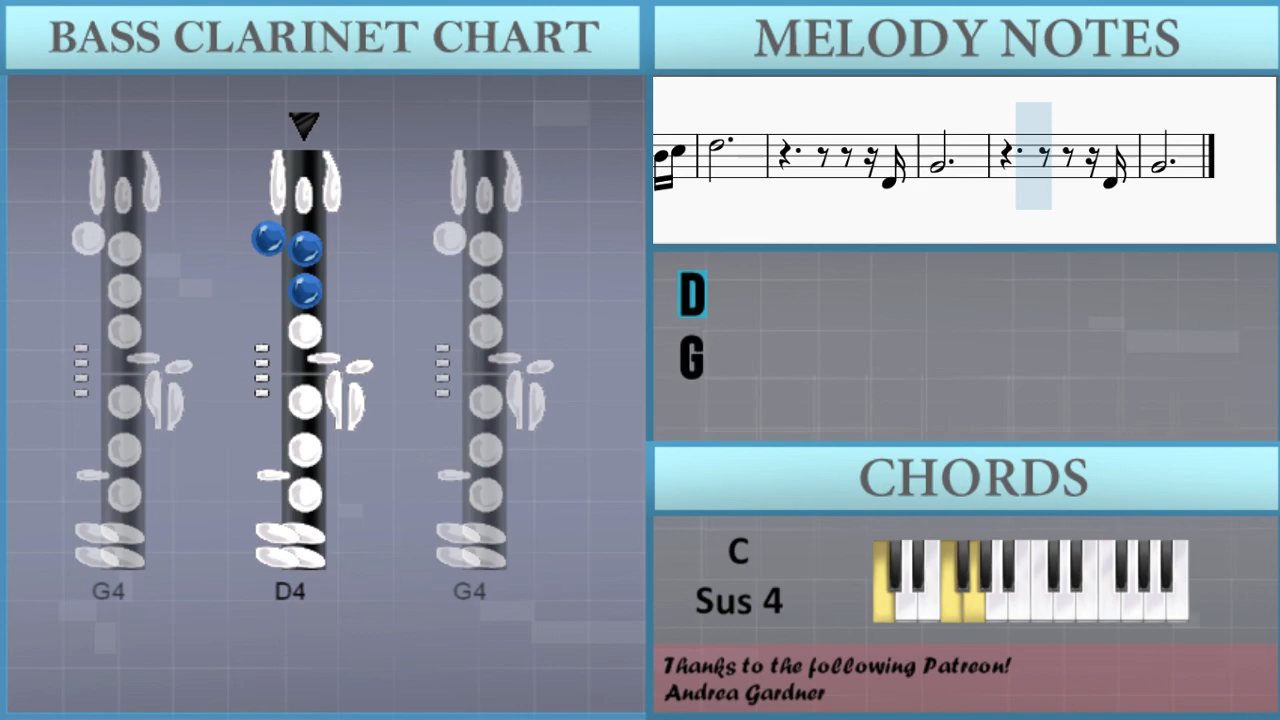 BASS CLARINET CHART
G4
D4
G4
MELODY NOTES
D
G
CHORDS
C
Sus 4
Thanks to the following Patreon!
Andrea Gardner